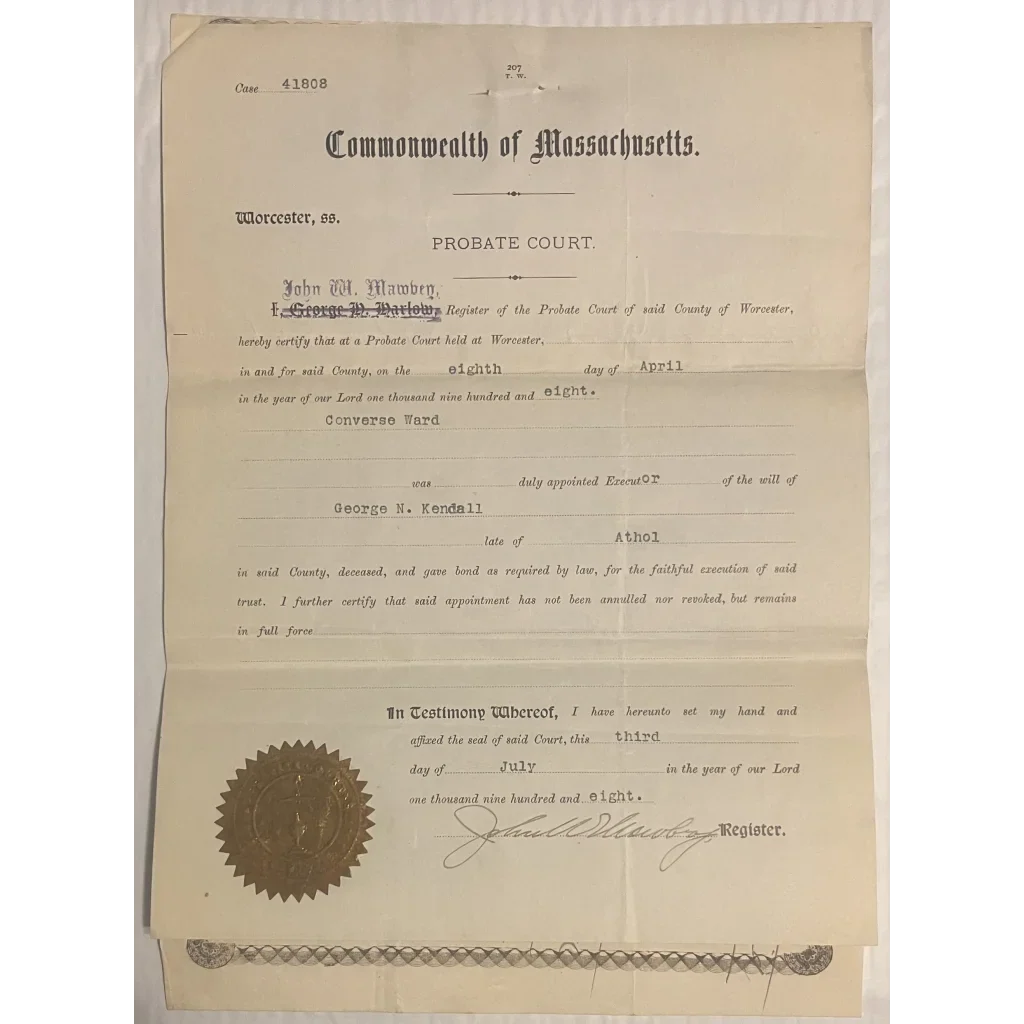 207
T. W.
Case 41808
Commonwealth of Massachusetts.
Worcester, ss.
PROBATE COURT.
John W. Mawbey,
I, George H. Harlow, Register of the Probate Court of said County of Worcester,
hereby certify that at a Probate Court held at Worcester,
in and for said County, on the eighth day of April
in the year of our Lord one thousand nine hundred and eight.
Converse Ward
was duly appointed Executor of the will of
George N. Kendall
late of Athol
in said County, deceased, and gave bond as required by law, for the faithful execution of said
trust. I further certify that said appointment has not been annulled nor revoked, but remains
in full force
In Testimony Whereof, I have hereunto set my hand and
affixed the seal of said Court, this third
day of July in the year of our Lord
one thousand nine hundred and eight.
John W Mawbey Register.